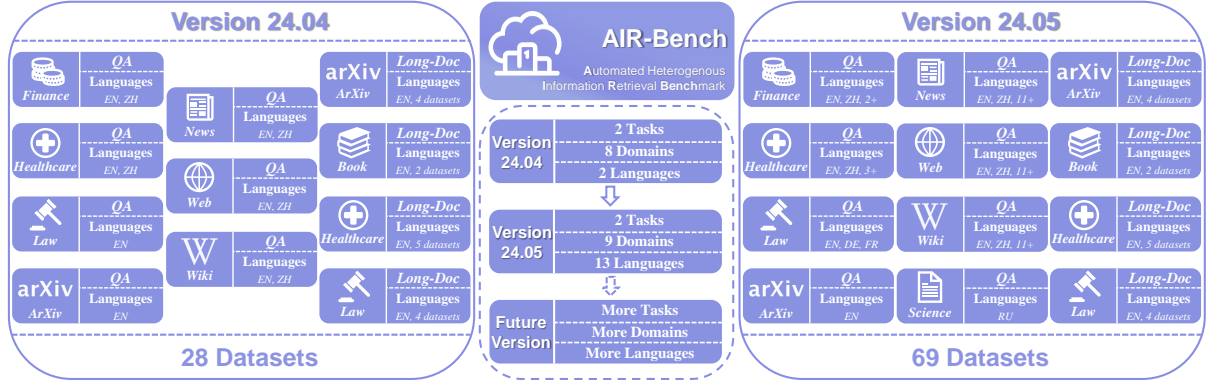 Version 24.04
Finance
QA
Languages
EN, ZH
Healthcare
QA
Languages
EN, ZH
Law
QA
Languages
EN
arXiv
ArXiv
QA
Languages
EN
News
QA
Languages
EN, ZH
Web
QA
Languages
EN, ZH
W
Wiki
QA
Languages
EN, ZH
arXiv
ArXiv
Long-Doc
Languages
EN, 4 datasets
Book
Long-Doc
Languages
EN, 2 datasets
Healthcare
Long-Doc
Languages
EN, 5 datasets
Law
Long-Doc
Languages
EN, 4 datasets
28 Datasets
AIR-Bench
Automated Heterogenous
Information Retrieval Benchmark
Version
24.04
2 Tasks
8 Domains
2 Languages
Version
24.05
2 Tasks
9 Domains
13 Languages
Future
Version
More Tasks
More Domains
More Languages
Version 24.05
Finance
QA
Languages
EN, ZH, 2+
Healthcare
QA
Languages
EN, ZH, 3+
Law
QA
Languages
EN, DE, FR
arXiv
ArXiv
QA
Languages
EN
News
QA
Languages
EN, ZH, 11+
Web
QA
Languages
EN, ZH, 11+
W
Wiki
QA
Languages
EN, ZH, 11+
Science
QA
Languages
RU
arXiv
ArXiv
Long-Doc
Languages
EN, 4 datasets
Book
Long-Doc
Languages
EN, 2 datasets
Healthcare
Long-Doc
Languages
EN, 5 datasets
Law
Long-Doc
Languages
EN, 4 datasets
69 Datasets